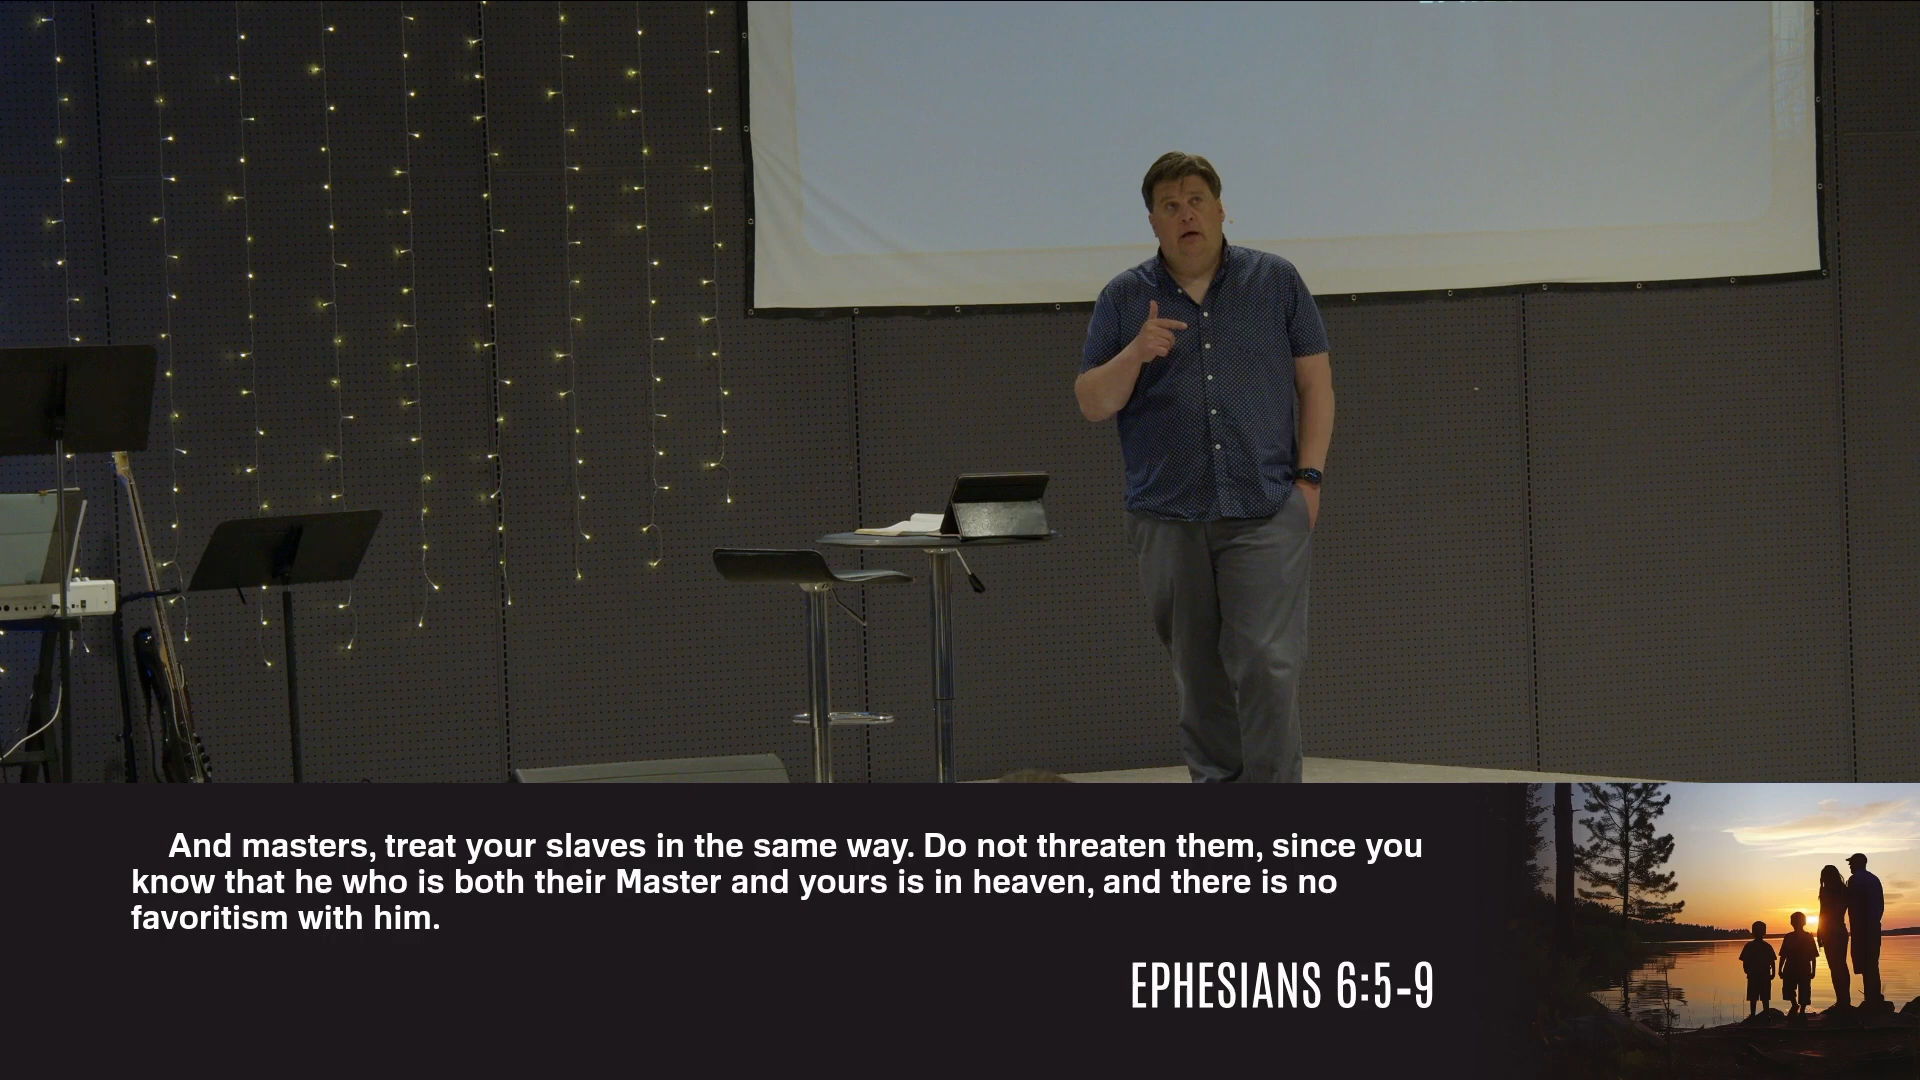 And masters, treat your slaves in the same way. Do not threaten them, since you
know that he who is both their Master and yours is in heaven, and there is no
favoritism with him.
EPHESIANS 6:5-9